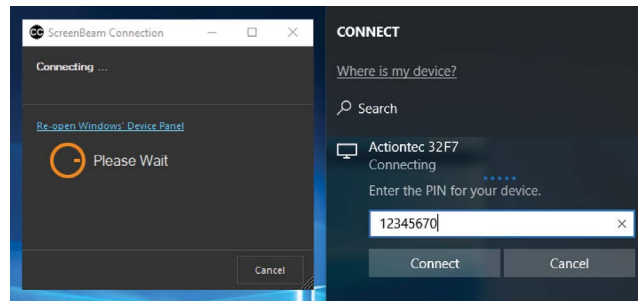 ScreenBeam Connection
Connecting ...
Re-open Windows' Device Panel
Please Wait
Cancel
CONNECT
Where is my device?
Search
Actiontec 32F7
Connecting
Enter the PIN for your device.
12345670
Connect Cancel